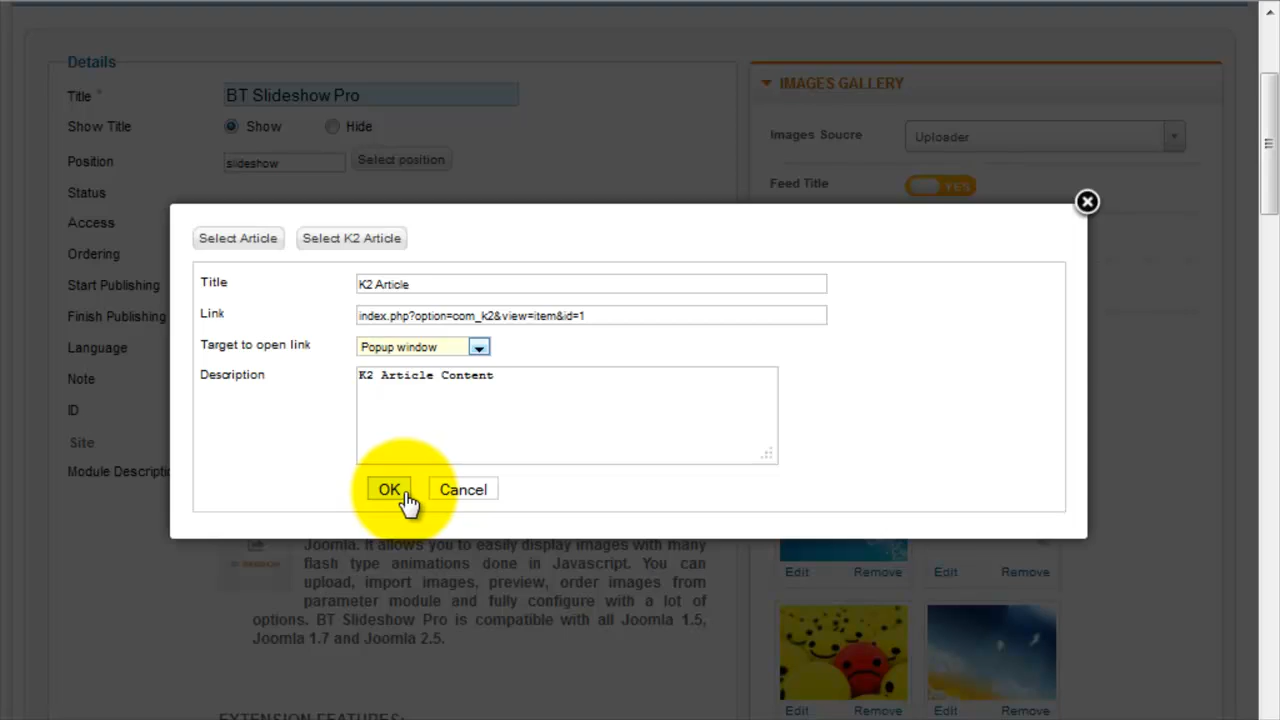 Details
Title *
BT Slideshow Pro
Show Title
Show
Hide
Position
slideshow
Select position
Status
Access
Ordering
Start Publishing
Finish Publishing
Language
Note
ID
Site
Module Descriptio
IMAGES GALLERY
Images Soucre
Uploader
Feed Title
YES
Select Article
Select K2 Article
Title
K2 Article
Link
index.php?option=com_k2&view=item&id=1
Target to open link
Popup window
Description
K2 Article Content
OK
Cancel
Joomla. It allows you to easily display images with many
flash type animations done in Javascript. You can
upload, import images, preview, order images from
parameter module and fully configure with a lot of
options. BT Slideshow Pro is compatible with all Joomla 1.5,
Joomla 1.7 and Joomla 2.5.
EXTENSION FEATURES:
Edit Remove Edit Remove
Edit Remove Edit Remove